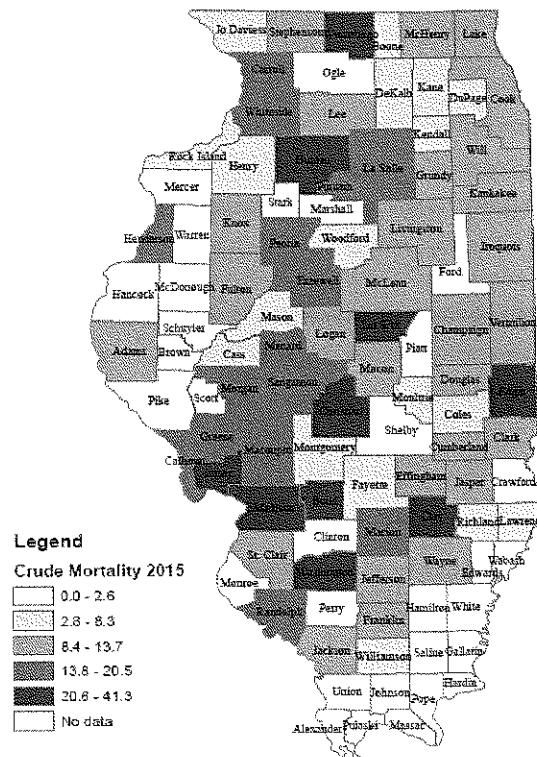 Jo Daviess Stephenson Boone McHenry Lake
Carroll Ogle DeKalb Kane DuPage Cook
Whiteside Lee Kendall Will
Rock Island Henry La Salle Grundy
Mercer Putnam Kankakee
Stark Marshall
Henderson Warren Knox Peoria Woodford Livingston Iroquois
Hancock McDonough Fulton Tazewell McLean Ford
Schuyler Mason Logan Vermilion
Adams Brown Cass Menard Piatt Champaign
Pike Scott Morgan Sangamon Macon Moultrie Douglas
Greene Macoupin Shelby Coles Clark
Calhoun Montgomery Cumberland
Fayette Effingham Jasper Crawford
Clinton Richland Lawrence
St. Clair Marion Wayne Wabash
Monroe Jefferson Edwards
Randolph Perry Franklin Hamilton White
Jackson Williamson Saline Gallatin
Union Johnson Pope Hardin
Alexander Pulaski Massac
Legend
Crude Mortality 2015
0.0 - 2.6
2.8 - 8.3
8.4 - 13.7
13.8 - 20.5
20.6 - 41.3
No data